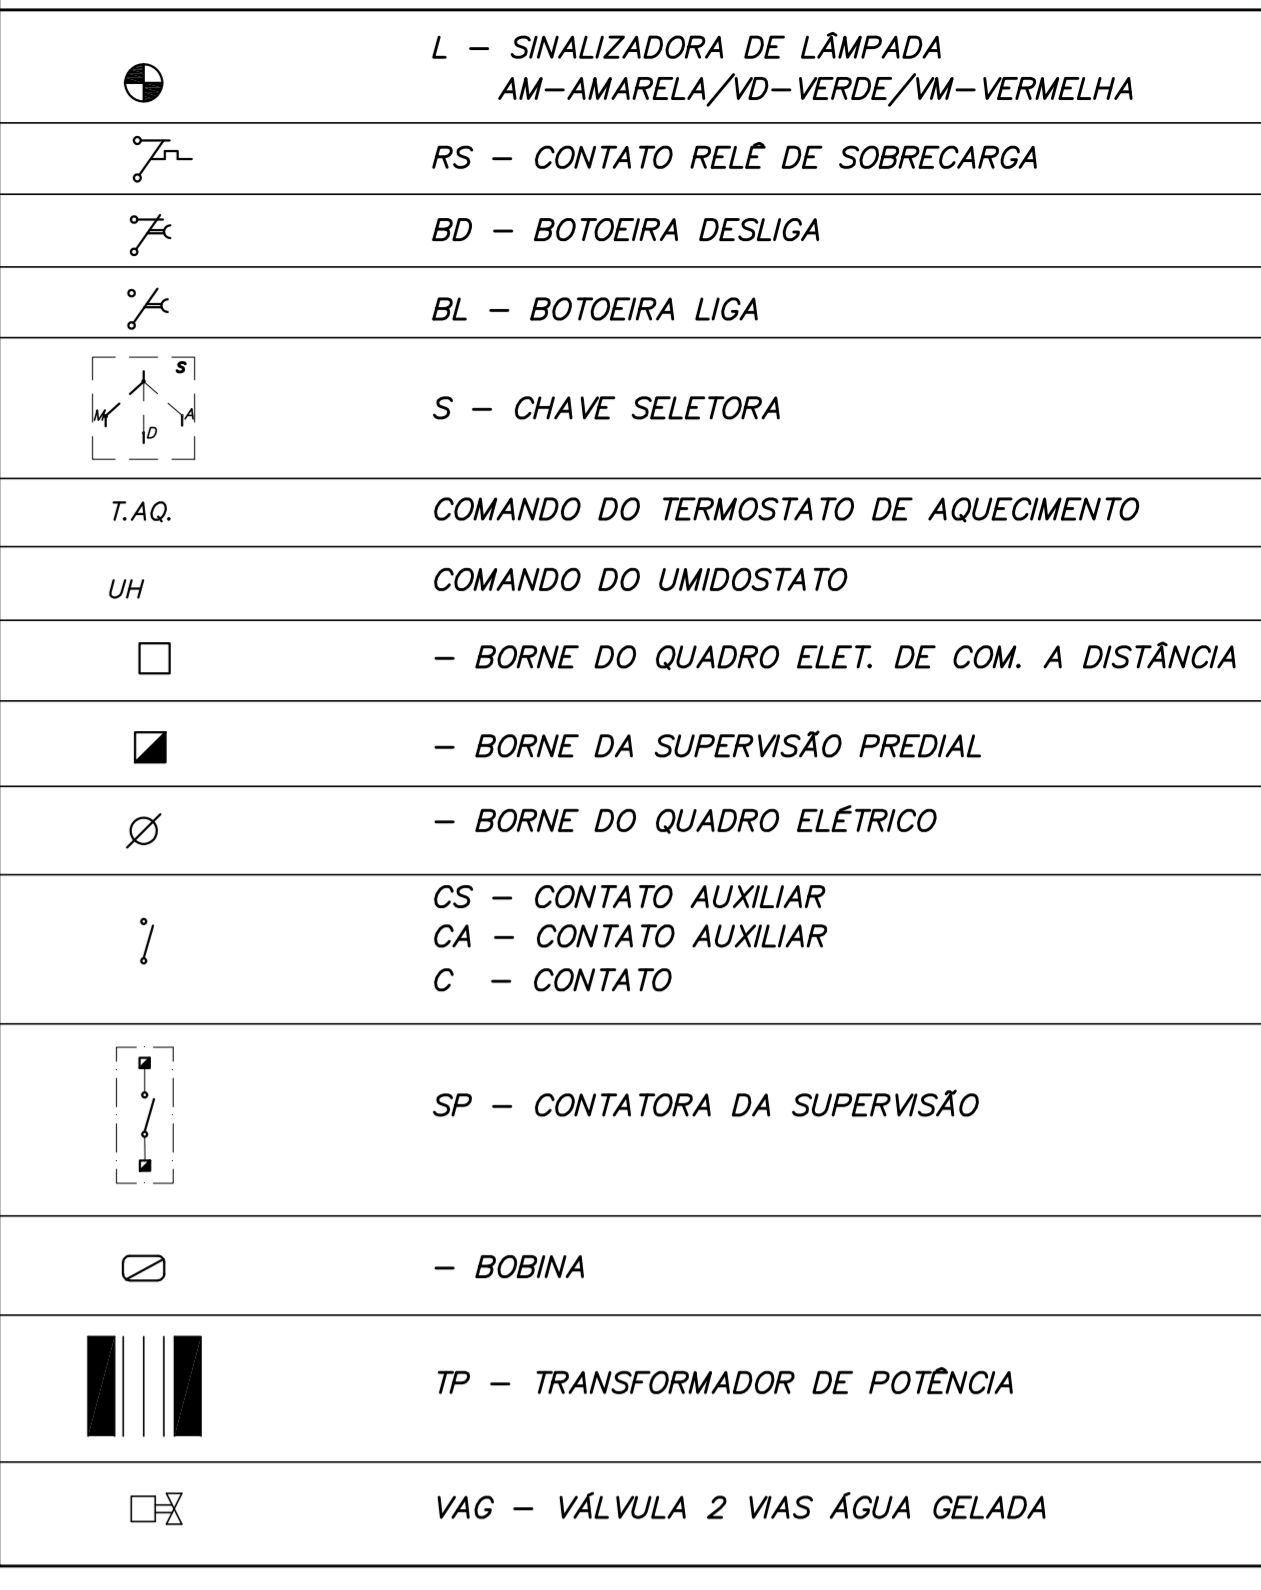 L – SINALIZADORA DE LÂMPADA
AM–AMARELA/VD–VERDE/VM–VERMELHA
RS – CONTATO RELÊ DE SOBRECARGA
BD – BOTOEIRA DESLIGA
BL – BOTOEIRA LIGA
S
M
A
D
S – CHAVE SELETORA
T.AQ.
COMANDO DO TERMOSTATO DE AQUECIMENTO
UH
COMANDO DO UMIDOSTATO
– BORNE DO QUADRO ELET. DE COM. A DISTÂNCIA
– BORNE DA SUPERVISÃO PREDIAL
– BORNE DO QUADRO ELÉTRICO
CS – CONTATO AUXILIAR
CA – CONTATO AUXILIAR
C – CONTATO
SP – CONTATORA DA SUPERVISÃO
– BOBINA
TP – TRANSFORMADOR DE POTÊNCIA
VAG – VÁLVULA 2 VIAS ÁGUA GELADA